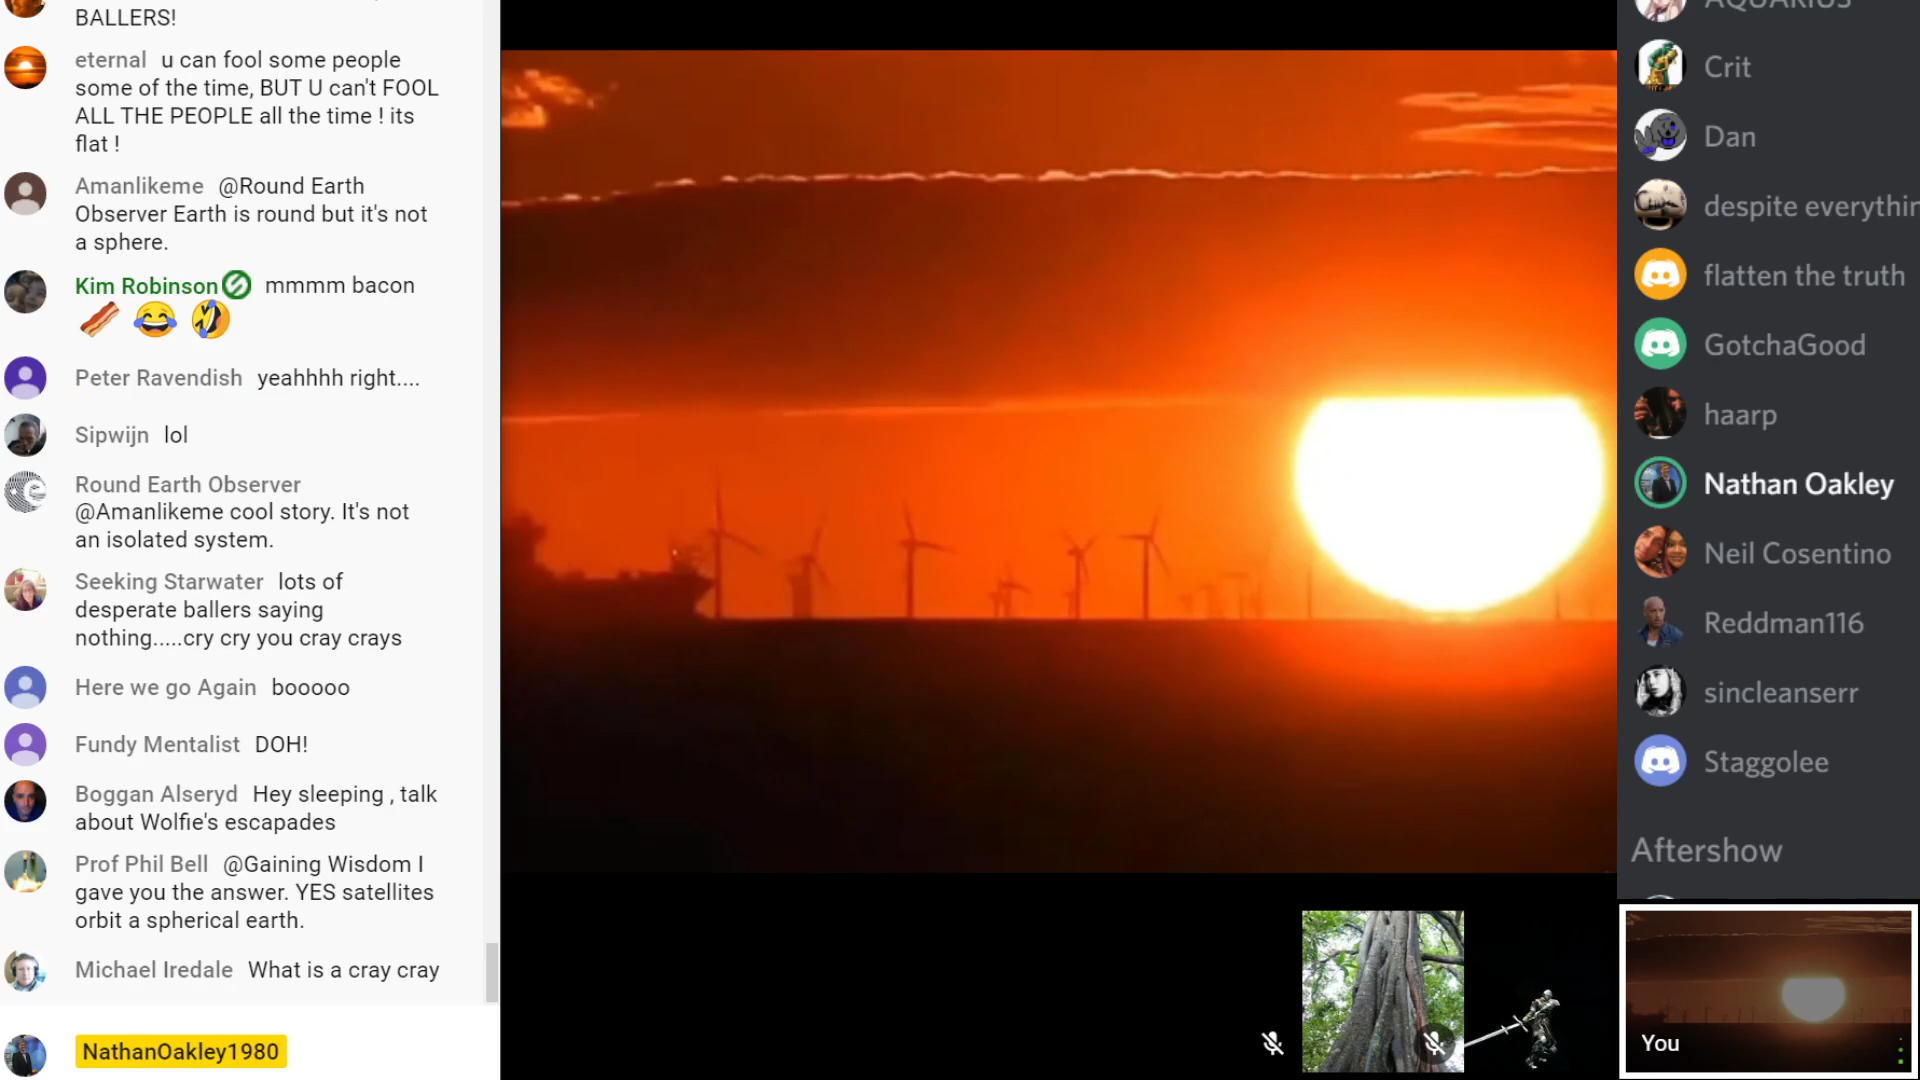 BALLERS!
eternal u can fool some people
some of the time, BUT U can't FOOL
ALL THE PEOPLE all the time ! its
flat !
Amanlikeme @Round Earth
Observer Earth is round but it's not
a sphere.
Kim Robinson mmmm bacon
Peter Ravendish yeahhhh right....
Sipwijn lol
Round Earth Observer
@Amanlikeme cool story. It's not
an isolated system.
Seeking Starwater lots of
desperate ballers saying
nothing.....cry cry you cray crays
Here we go Again booooo
Fundy Mentalist DOH!
Boggan Alseryd Hey sleeping , talk
about Wolfie's escapades
Prof Phil Bell @Gaining Wisdom I
gave you the answer. YES satellites
orbit a spherical earth.
Michael Iredale What is a cray cray
NathanOakley1980
AQUARIUS
Crit
Dan
despite everythin
flatten the truth
GotchaGood
haarp
Nathan Oakley
Neil Cosentino
Reddman116
sincleanserr
Staggolee
Aftershow
You